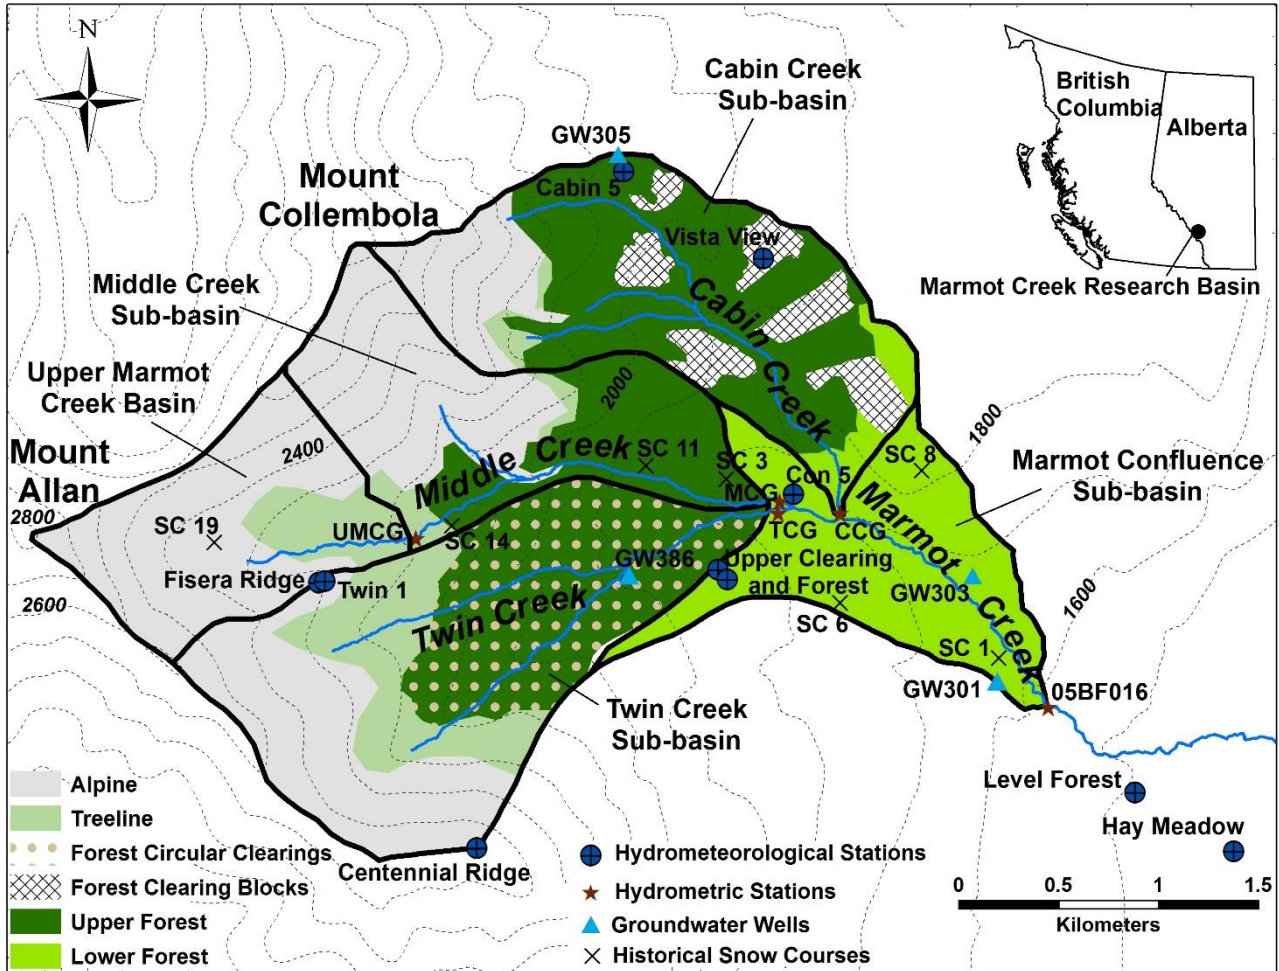 N
Cabin Creek
Sub-basin
British
Columbia
Alberta
Marmot Creek Research Basin
GW305
Cabin 5
Mount
Collembola
Vista View
Middle Creek
Sub-basin
Cabin Creek
Upper Marmot
Creek Basin
2000
2400
1800
Mount
Allan
2800
2600
1600
Middle Creek
SC 11
SC 3
Con 5
SC 8
Marmot Confluence
Sub-basin
MCG
TCG
CCG
Marmot Creek
SC 19
UMCG
SC 14
Fisera Ridge
Twin 1
GW386
Upper Clearing
and Forest
GW303
Twin Creek
SC 6
SC 1
GW301
05BF016
Twin Creek
Sub-basin
Level Forest
Hay Meadow
Centennial Ridge
Alpine
Treeline
Forest Circular Clearings
Forest Clearing Blocks
Upper Forest
Lower Forest
Hydrometeorological Stations
Hydrometric Stations
Groundwater Wells
Historical Snow Courses
0 0.5 1 1.5
Kilometers